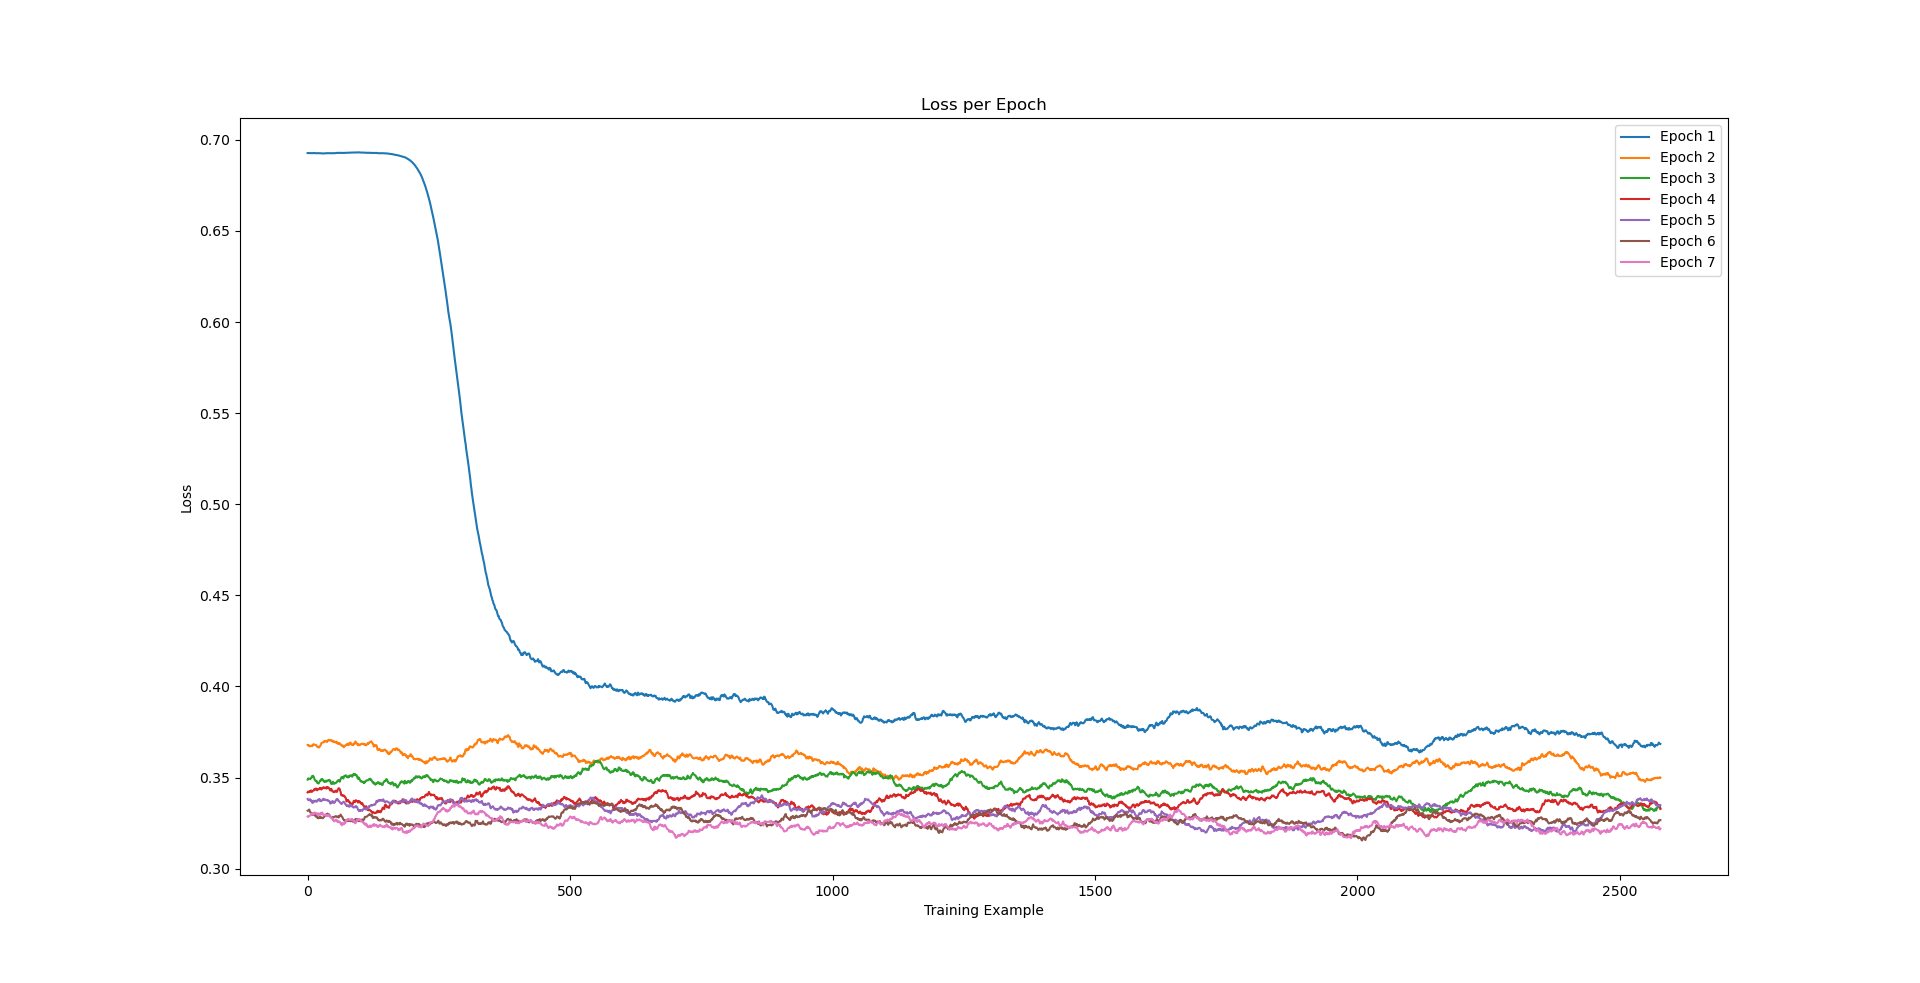 Loss per Epoch
Epoch 1
Epoch 2
Epoch 3
Epoch 4
Epoch 5
Epoch 6
Epoch 7
0.70
0.65
0.60
0.55
0.50
0.45
0.40
0.35
0.30
Loss
0 500 1000 1500 2000 2500
Training Example